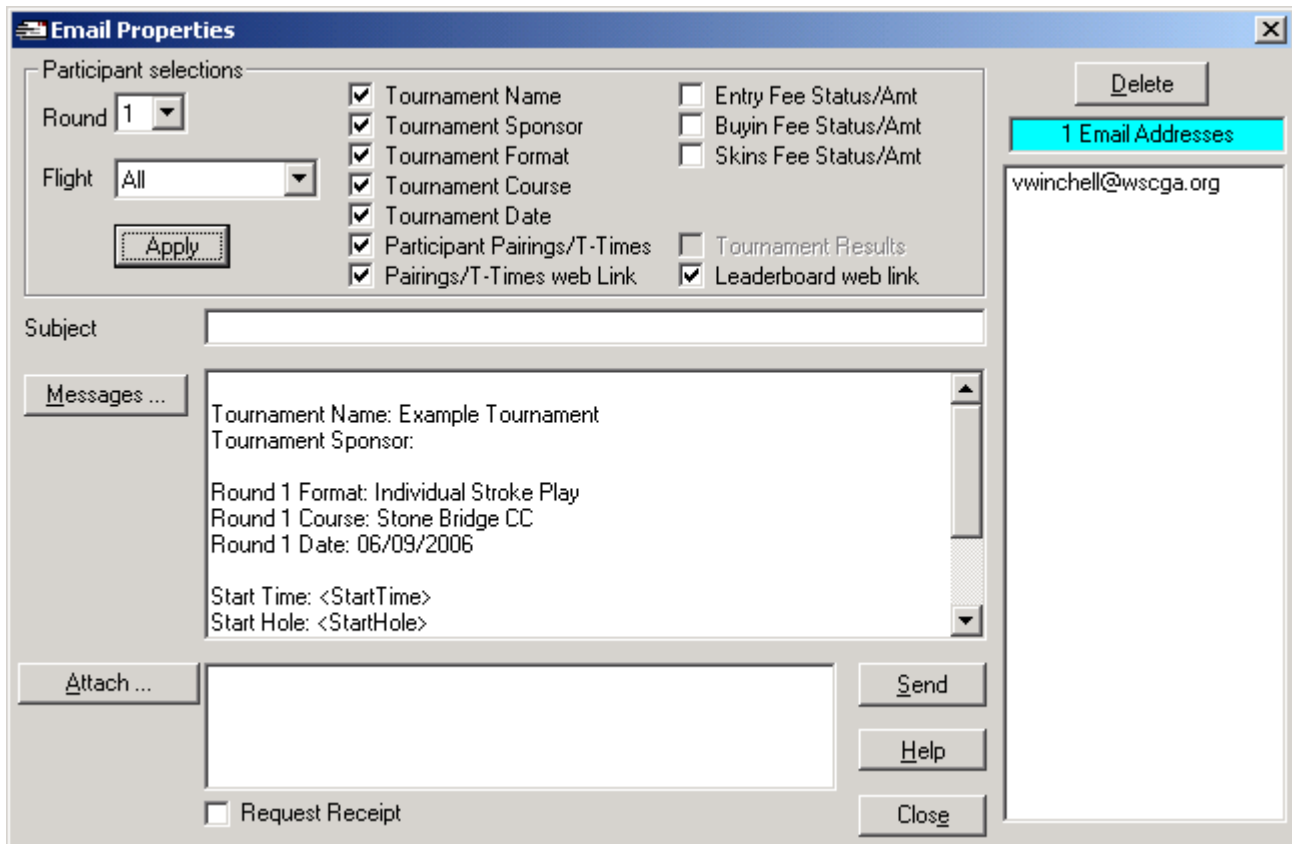 Email Properties
Participant selections
Round 1
Flight All
Apply
Tournament Name
Tournament Sponsor
Tournament Format
Tournament Course
Tournament Date
Participant Pairings/T-Times
Pairings/T-Times web Link
Entry Fee Status/Amt
Buyin Fee Status/Amt
Skins Fee Status/Amt
Tournament Results
Leaderboard web link
Delete
1 Email Addresses
vwinchell@wscga.org
Subject
Messages ...
Tournament Name: Example Tournament
Tournament Sponsor:
Round 1 Format: Individual Stroke Play
Round 1 Course: Stone Bridge CC
Round 1 Date: 06/09/2006
Start Time: <StartTime>
Start Hole: <StartHole>
Attach ...
Send
Help
Close
Request Receipt